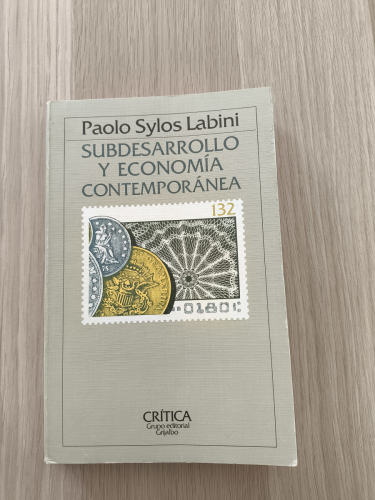 Paolo Sylos Labini
SUBDESARROLLO
Y ECONOMÍA
CONTEMPORÁNEA
132
CRÍTICA
Grupo editorial
Grijalbo